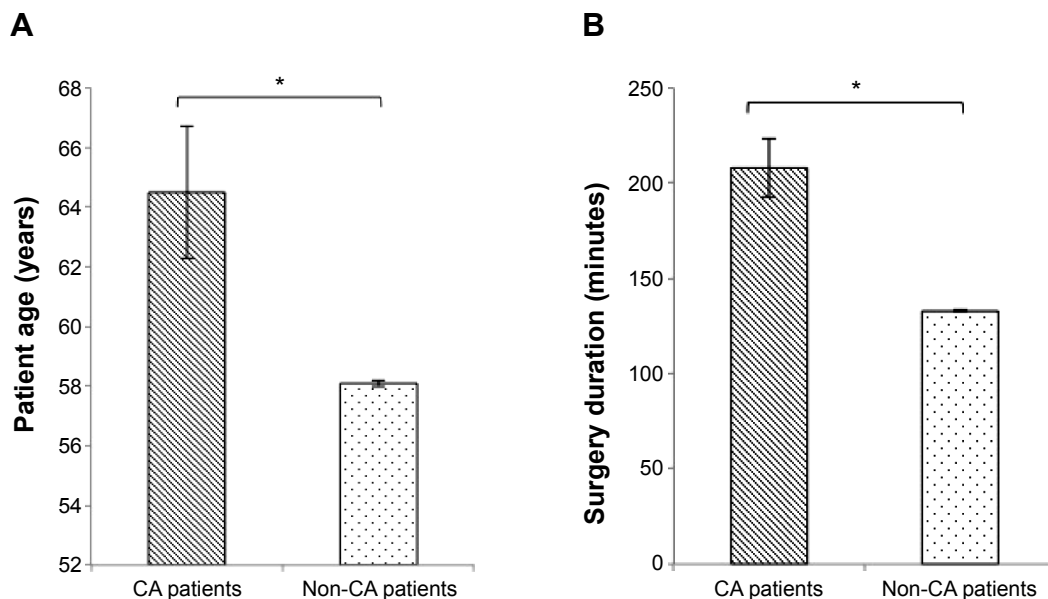 A
Patient age (years)
68
66
64
62
60
58
56
54
52
*
CA patients
Non-CA patients
B
Surgery duration (minutes)
250
200
150
100
50
0
*
CA patients
Non-CA patients